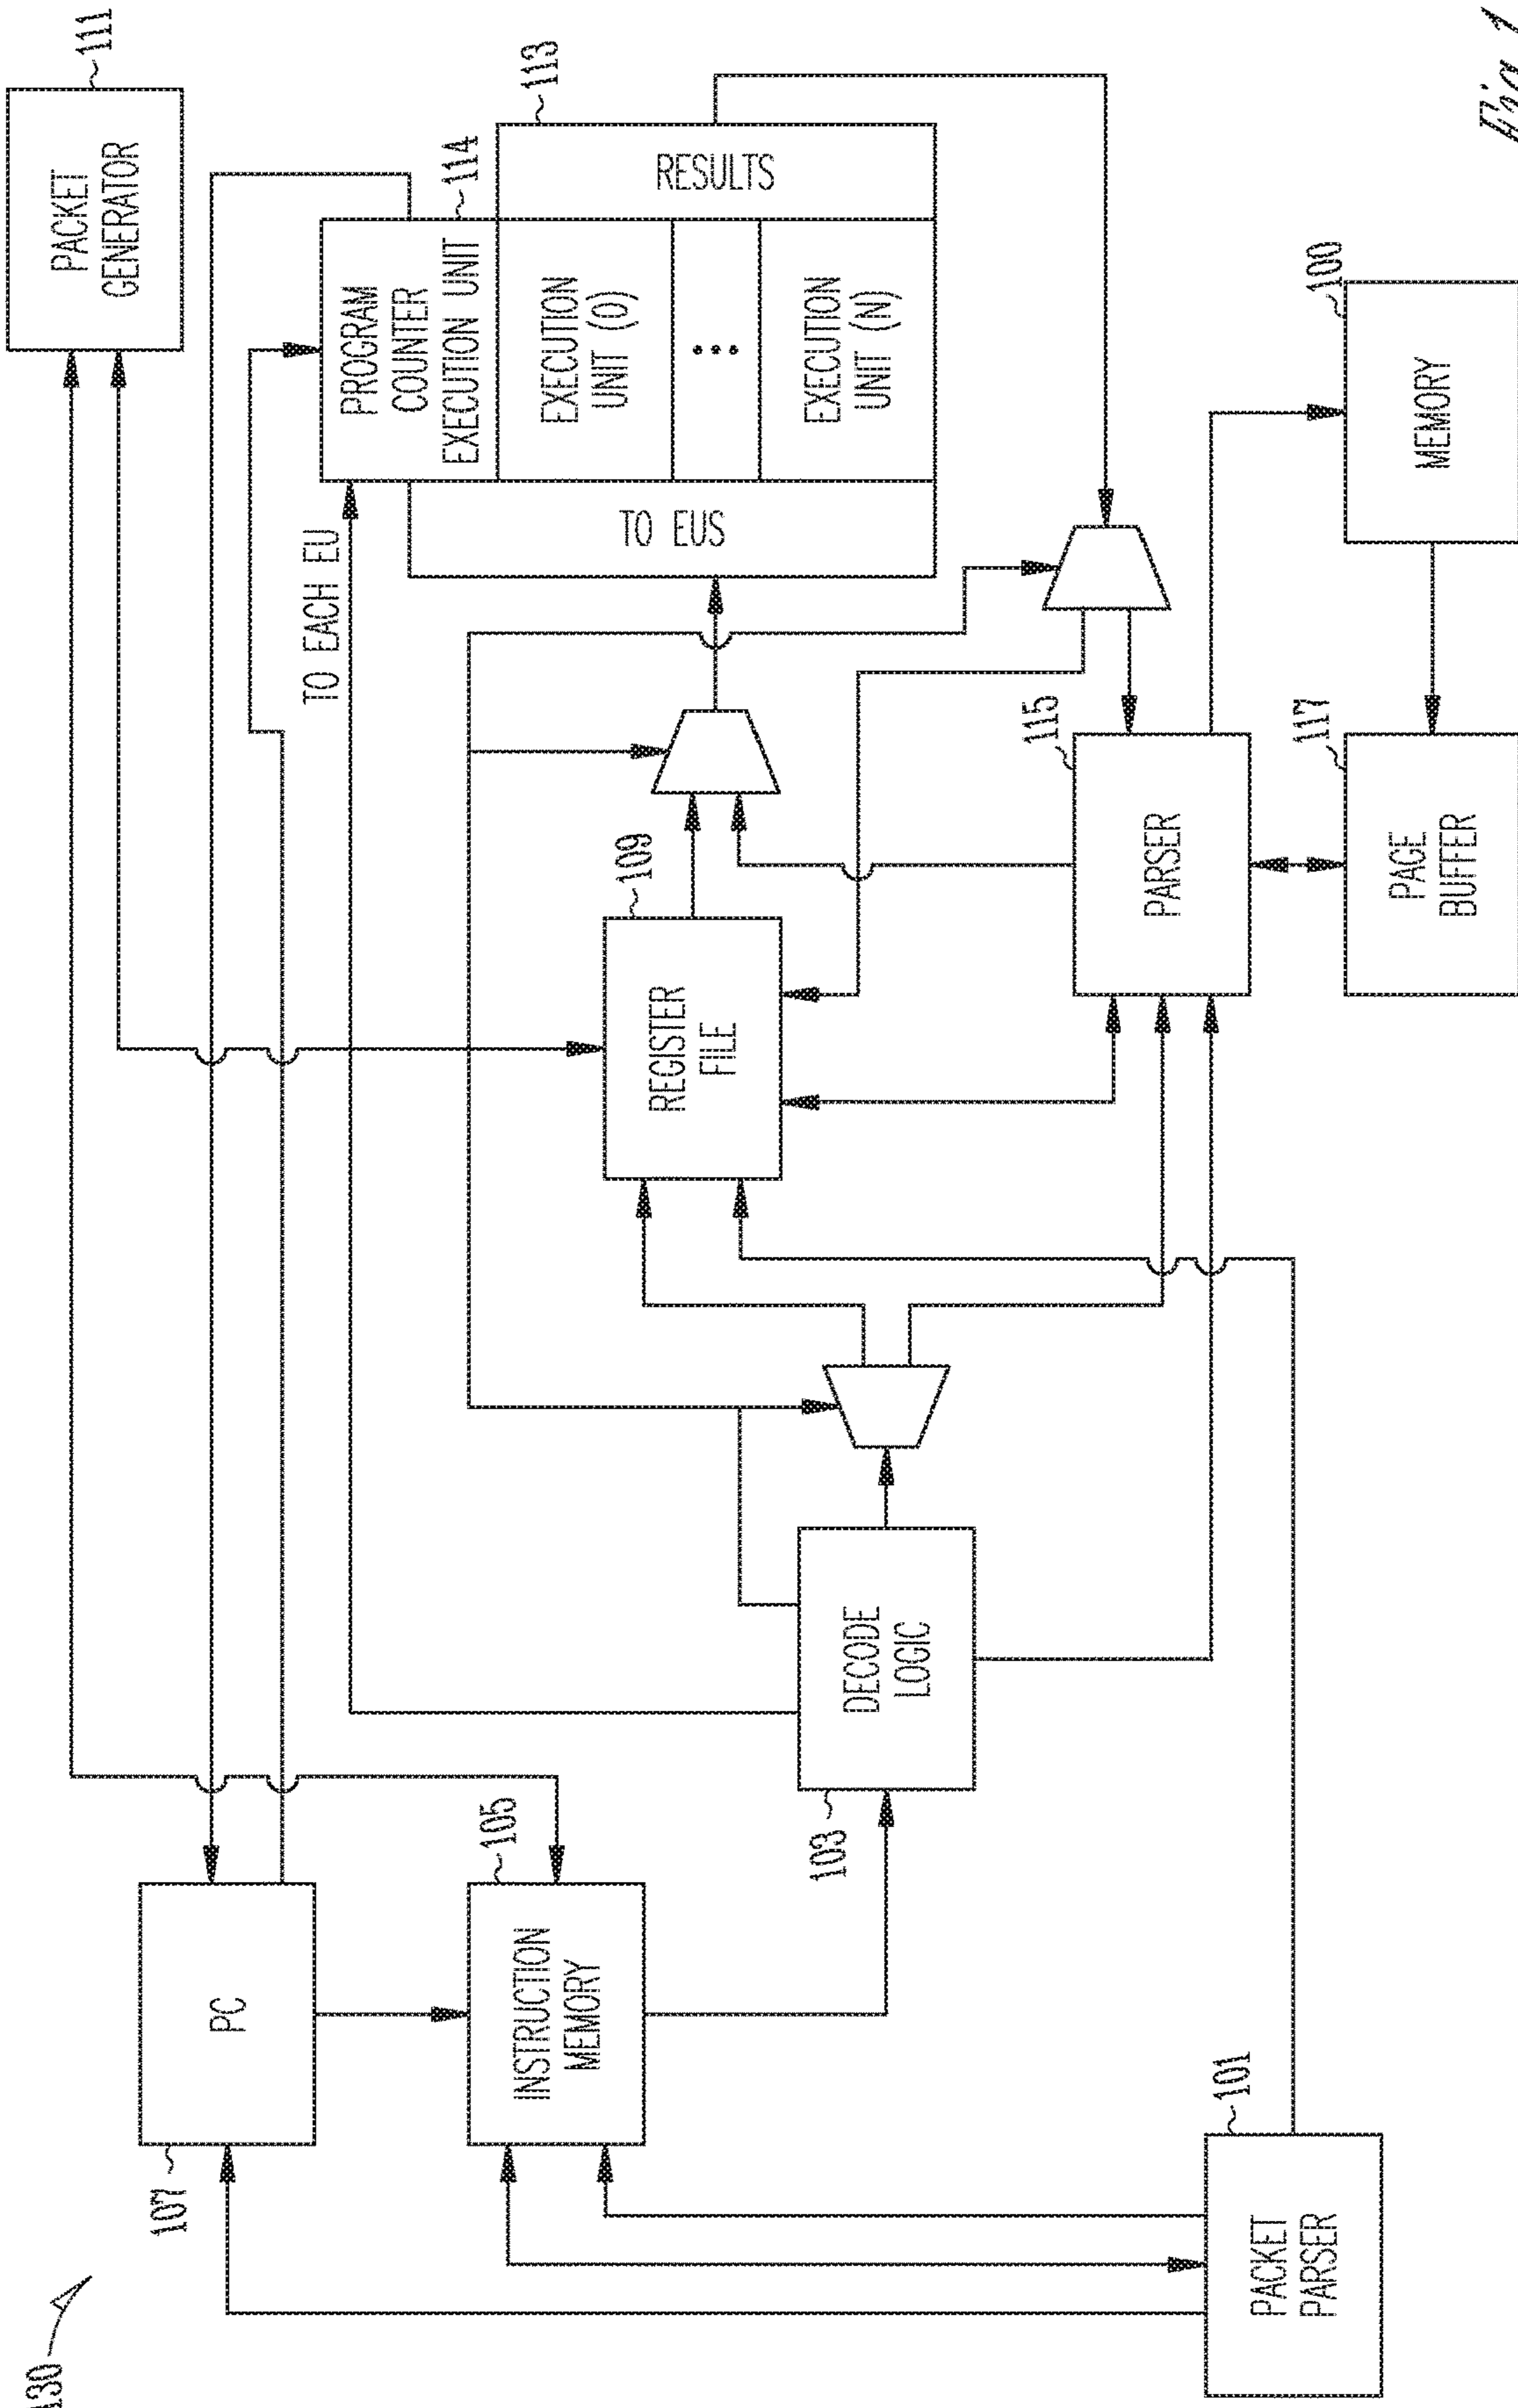 130
111
PACKET
GENERATOR
107
PC
TO EACH EU
PROGRAM
COUNTER
EXECUTION UNIT
114
105
INSTRUCTION
MEMORY
113
EXECUTION
UNIT (0)
109
REGISTER
FILE
TO EUS
•••
RESULTS
103
DECODE
LOGIC
EXECUTION
UNIT (N)
115
PARSER
101
PACKET
PARSER
117
PAGE
BUFFER
100
MEMORY
Fig. 1